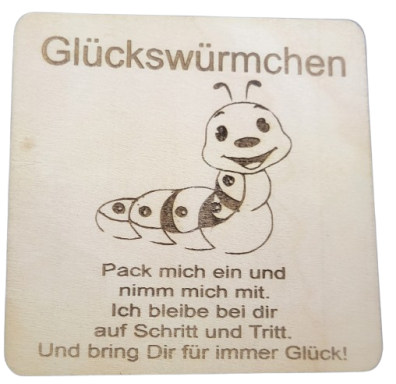 Glückswürmchen
Pack mich ein und
nimm mich mit.
Ich bleibe bei dir
auf Schritt und Tritt.
Und bring Dir für immer Glück!